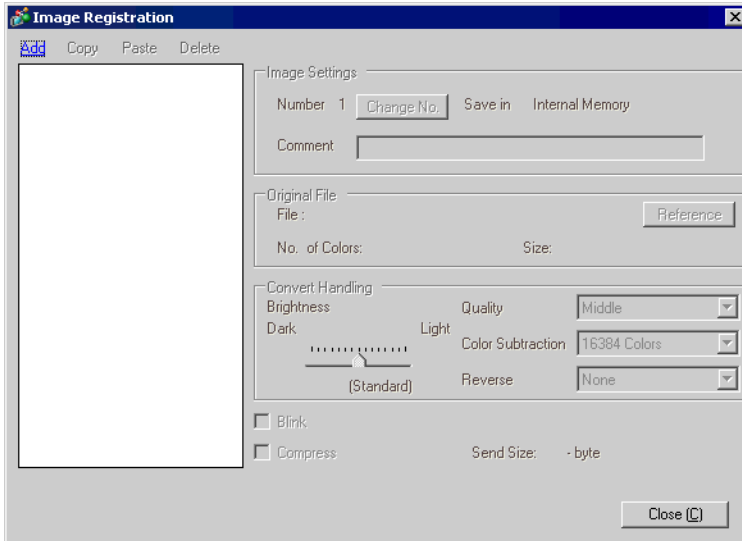 Image Registration
Add Copy Paste Delete
Image Settings
Number 1 Change No. Save in Internal Memory
Comment
Original File
File :
Reference
No. of Colors: Size:
Convert Handling
Brightness
Quality Middle
Dark Light
Color Subtraction 16384 Colors
(Standard)
Reverse None
Blink
Compress Send Size: - byte
Close (C)